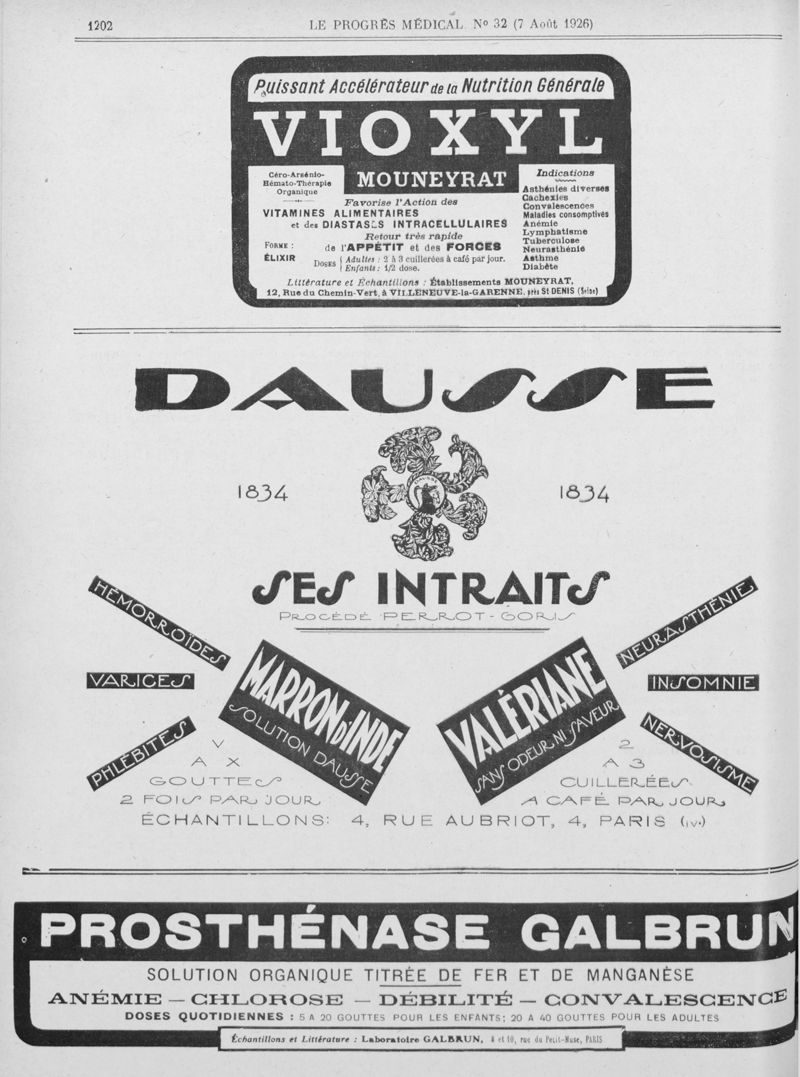 1202
LE PROGRÈS MÉDICAL Nº 32 (7 Août 1926)
Puissant Accélérateur de la Nutrition Générale
VIOXYL
MOUNEYRAT
Céro-Arsénio-
Hémato-Thérapie
Organique
Favorise l'Action des
VITAMINES ALIMENTAIRES
et des DIASTASES INTRACELLULAIRES
Retour très rapide
de l'APPÉTIT et des FORCES
FORME :
ÉLIXIR
DOSES { Adultes : 2 à 3 cuillerées à café par jour.
Enfants : 1/2 dose.
Indications
Asthénies diverses
Cachexies
Convalescences
Maladies consomptives
Anémie
Lymphatisme
Tuberculose
Neurasthénie
Asthme
Diabète
Littérature et Échantillons : Établissements MOUNEYRAT,
12, Rue du Chemin-Vert, à VILLENEUVE-la-GARENNE, près St DENIS (Seine)
DAUSSE
1834
1834
SES INTRAITS
PROCÉDÉ PERROT-GORIS
HÉMORROÏDES
VARICES
PHLÉBITES
MARRON d'INDE
SOLUTION DAUSSE
V
A X
GOUTTES
2 FOIS PAR JOUR
VALÉRIANE
SANS ODEUR NI SAVEUR
NEURASTHÉNIE
INSOMNIE
NERVOSISME
2
A 3
CUILLERÉES
A CAFÉ PAR JOUR
ÉCHANTILLONS: 4, RUE AUBRIOT, 4, PARIS (IV.)
PROSTHÉNASE GALBRUN
SOLUTION ORGANIQUE TITRÉE DE FER ET DE MANGANÈSE
ANÉMIE — CHLOROSE — DÉBILITÉ — CONVALESCENCE
DOSES QUOTIDIENNES : 5 A 20 GOUTTES POUR LES ENFANTS; 20 A 40 GOUTTES POUR LES ADULTES
Échantillons et Littérature : Laboratoire GALBRUN, 8 et 10, rue du Petit-Musc, PARIS